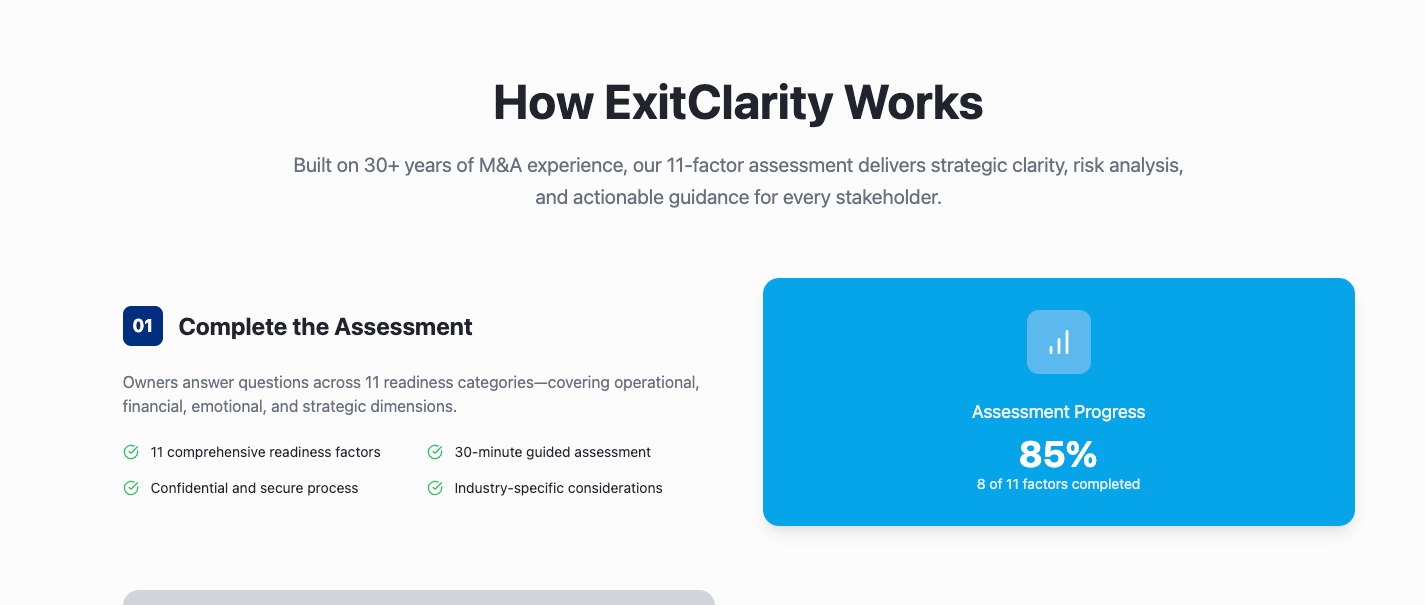 How ExitClarity Works
Built on 30+ years of M&A experience, our 11-factor assessment delivers strategic clarity, risk analysis,
and actionable guidance for every stakeholder.
01
Complete the Assessment
Owners answer questions across 11 readiness categories—covering operational,
financial, emotional, and strategic dimensions.
11 comprehensive readiness factors
30-minute guided assessment
Confidential and secure process
Industry-specific considerations
Assessment Progress
85%
8 of 11 factors completed